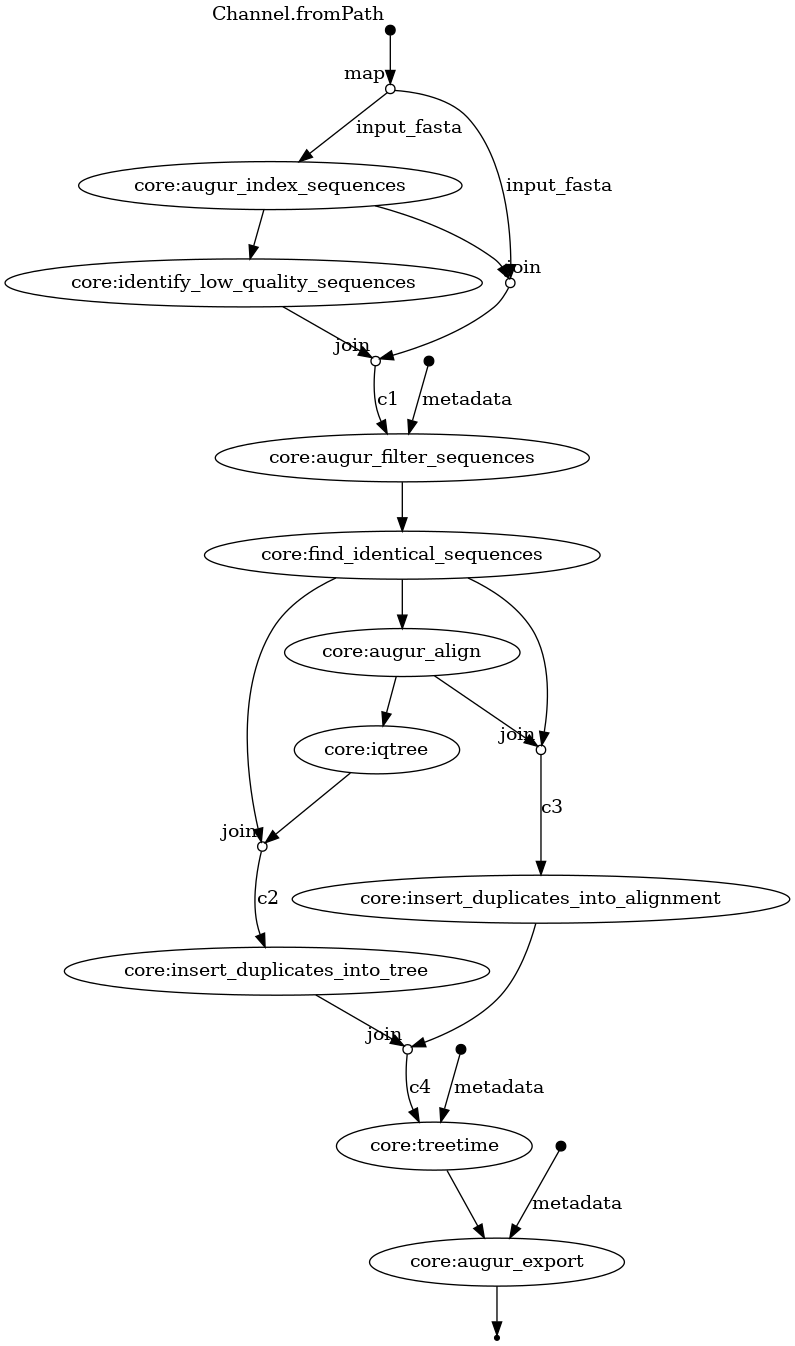 Channel.fromPath
map
input_fasta
core:augur_index_sequences
input_fasta
join
core:identify_low_quality_sequences
join
c1
metadata
core:augur_filter_sequences
core:find_identical_sequences
core:augur_align
join
core:iqtree
c3
join
c2
core:insert_duplicates_into_alignment
core:insert_duplicates_into_tree
join
c4
metadata
core:treetime
metadata
core:augur_export